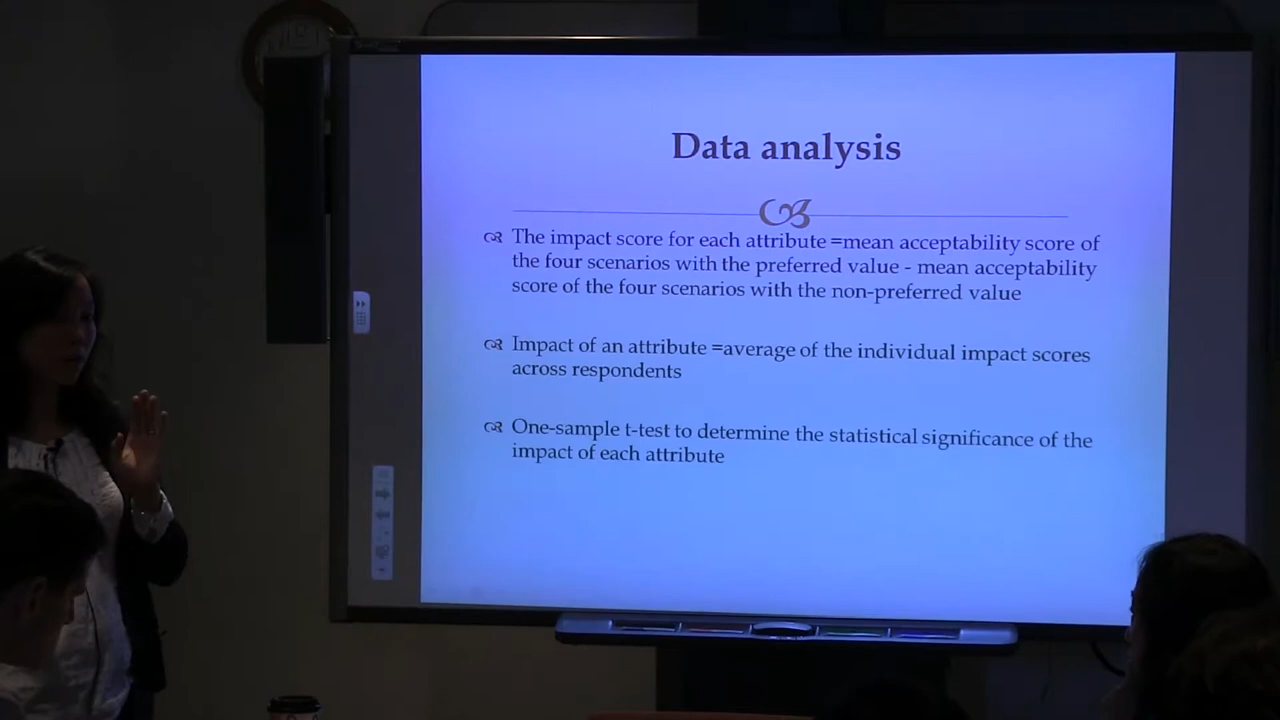 Data analysis
The impact score for each attribute =mean acceptability score of
the four scenarios with the preferred value - mean acceptability
score of the four scenarios with the non-preferred value
Impact of an attribute =average of the individual impact scores
across respondents
One-sample t-test to determine the statistical significance of the
impact of each attribute